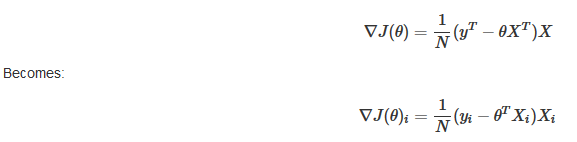 ∇J(θ) = 1/N (y^T − θX^T)X
Becomes:
∇J(θ)_i = 1/N (y_i − θ^T X_i)X_i